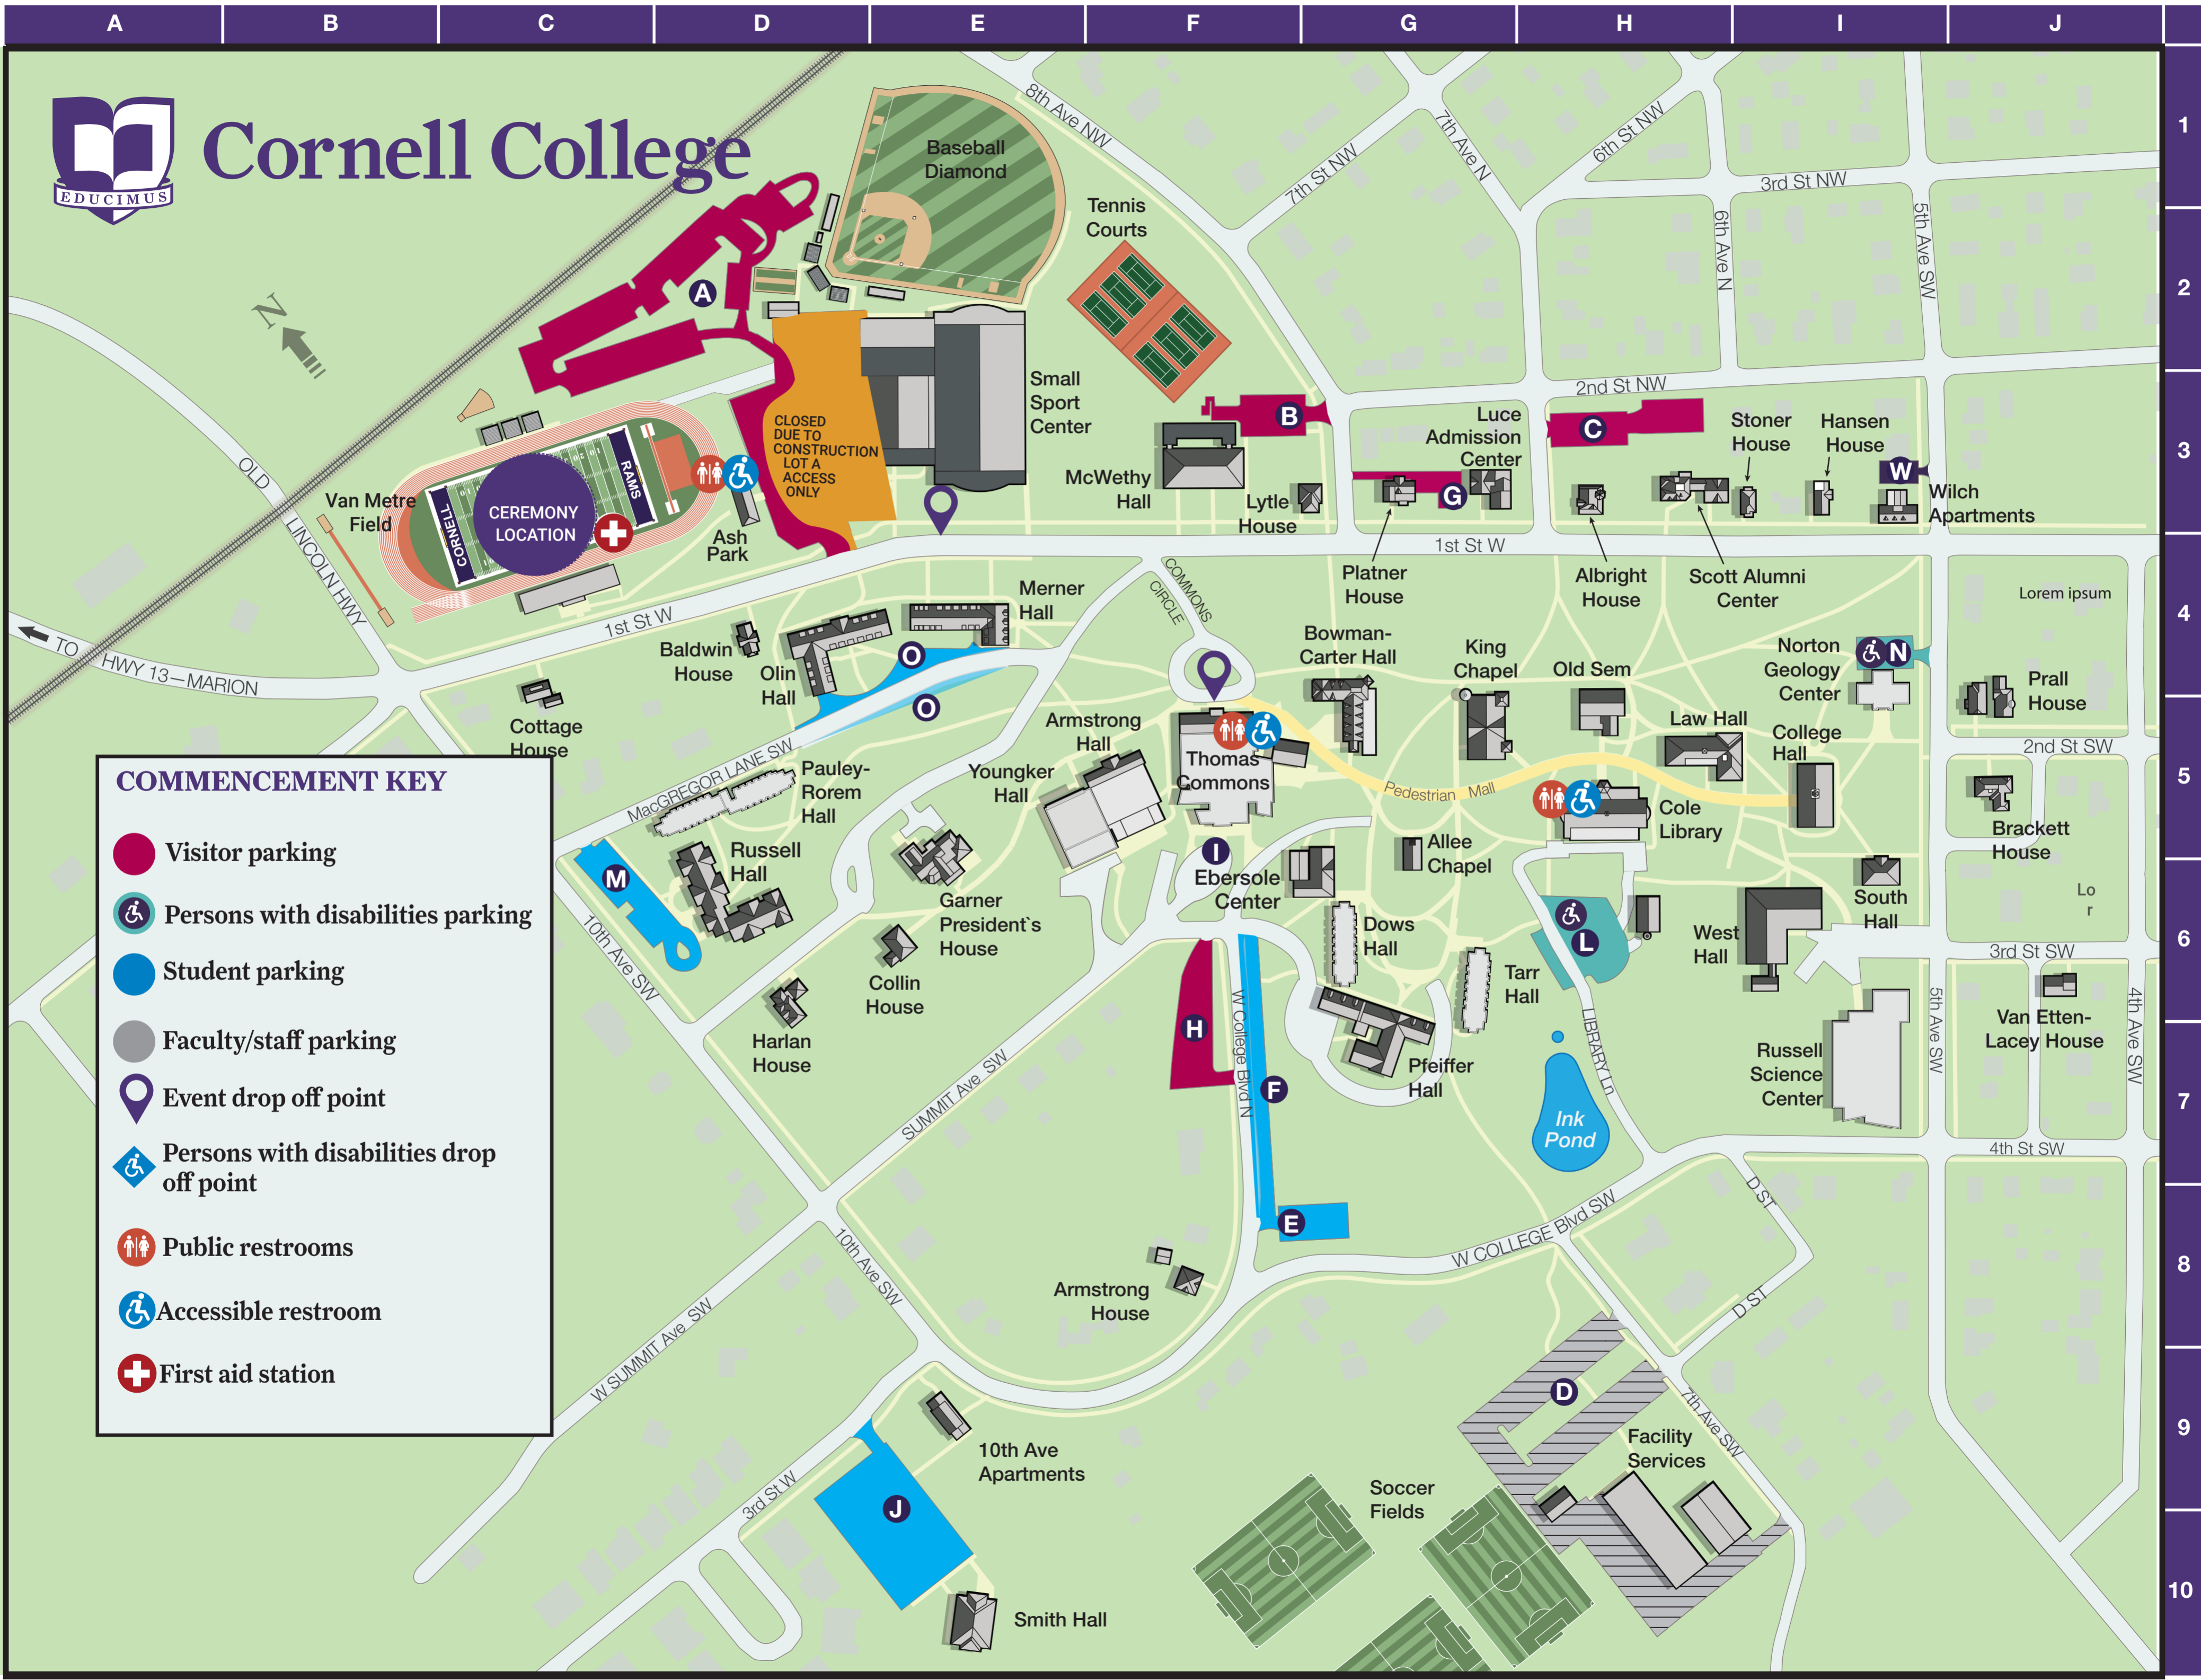 A B C D E F G H I J
1
2
3
4
5
6
7
8
9
10
EDUCIMUS
Cornell College
N
Baseball
Diamond
8th Ave NW
7th Ave N
7th St NW
6th St NW
3rd St NW
6th Ave N
5th Ave SW
Tennis
Courts
A
2nd St NW
Small
Sport
Center
CLOSED
DUE TO
CONSTRUCTION
LOT A
ACCESS
ONLY
B
McWethy
Hall
Lytle
House
Luce
Admission
Center
G
C
Stoner
House
Hansen
House
W
Wilch
Apartments
OLD
LINCOLN HWY
Van Metre
Field
CORNELL
RAMS
CEREMONY
LOCATION
Ash
Park
1st St W
Platner
House
Albright
House
Scott Alumni
Center
TO
HWY 13—MARION
1st St W
Merner
Hall
COMMONS
CIRCLE
Lorem ipsum
Baldwin
House
Olin
Hall
O
O
Bowman-
Carter Hall
King
Chapel
Old Sem
Norton
Geology
Center
N
Prall
House
Cottage
House
Armstrong
Hall
Thomas
Commons
Law Hall
College
Hall
2nd St SW
MacGREGOR LANE SW
Pauley-
Rorem
Hall
Youngker
Hall
Pedestrian Mall
Cole
Library
Brackett
House
Russell
Hall
M
Garner
President`s
House
I
Ebersole
Center
Allee
Chapel
South
Hall
Lo
r
10th Ave SW
Collin
House
Dows
Hall
Tarr
Hall
L
West
Hall
3rd St SW
Harlan
House
H
W College Blvd N
F
Pfeiffer
Hall
LIBRARY Ln
Ink
Pond
Russell
Science
Center
5th Ave SW
Van Etten-
Lacey House
4th Ave SW
SUMMIT Ave SW
4th St SW
E
W COLLEGE Blvd SW
D ST
D ST
10th Ave SW
Armstrong
House
W SUMMIT Ave SW
D
7th Ave SW
Facility
Services
10th Ave
Apartments
3rd St W
J
Soccer
Fields
Smith Hall
COMMENCEMENT KEY
Visitor parking
Persons with disabilities parking
Student parking
Faculty/staff parking
Event drop off point
Persons with disabilities drop
off point
Public restrooms
Accessible restroom
First aid station